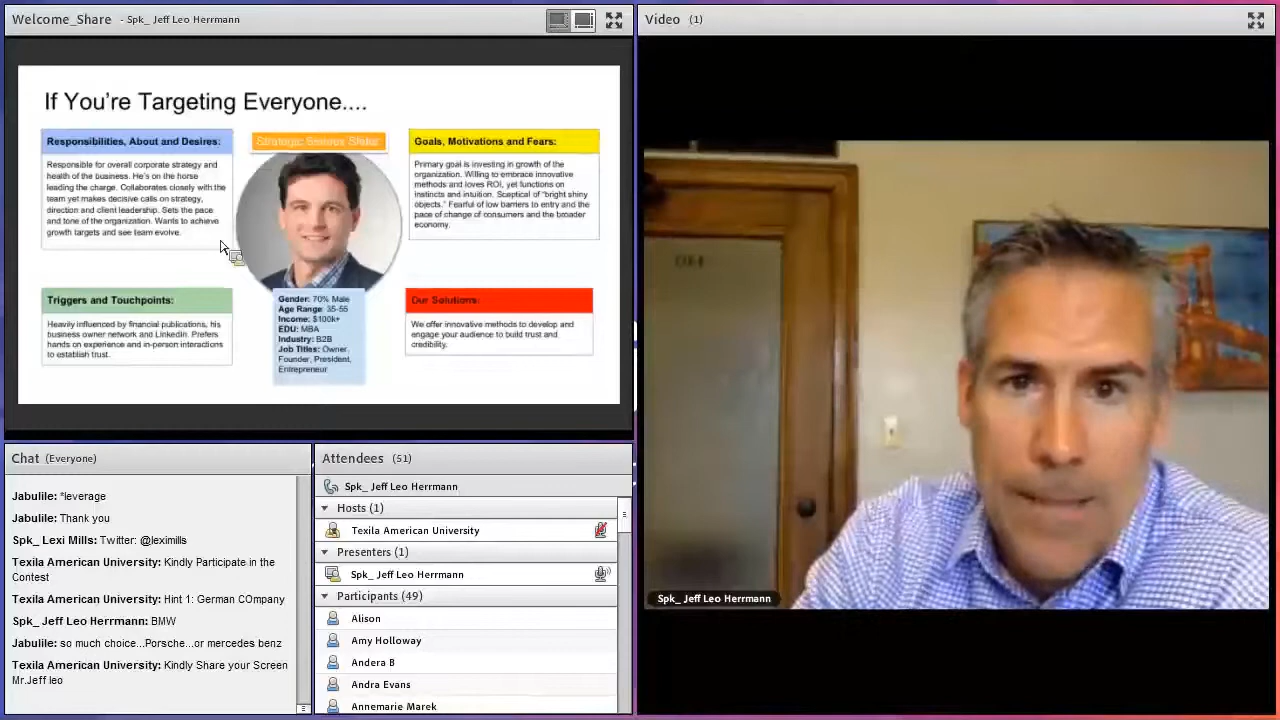 Welcome_Share - Spk_ Jeff Leo Herrmann
If You're Targeting Everyone....
Responsibilities, About and Desires:
Responsible for overall corporate strategy and
health of the business. He's on the horse
leading the charge. Collaborates closely with the
team yet makes decisive calls on strategy,
direction and client leadership. Sets the pace
and tone of the organization. Wants to achieve
growth targets and see team evolve.
Goals, Motivations and Fears:
Primary goal is investing in growth of the
organization. Willing to embrace innovative
methods and loves ROI, yet functions on
instincts and intuition. Sceptical of "bright shiny
objects." Fearful of low barriers to entry and the
pace of change of consumers and the broader
economy.
Triggers and Touchpoints:
Heavily influenced by financial publications, his
business owner network and LinkedIn. Prefers
hands on experience and in-person interactions
to establish trust.
Gender: 70% Male
Age Range: 35-55
Income: $100k+
EDU: MBA
Industry: B2B
Job Titles: Owner,
Founder, President,
Entrepreneur
Our Solutions:
We offer innovative methods to develop and
engage your audience to build trust and
credibility.
Chat (Everyone)
Jabulile: *leverage
Jabulile: Thank you
Spk_ Lexi Mills: Twitter: @leximills
Texila American University: Kindly Participate in the
Contest
Texila American University: Hint 1: German COmpany
Spk_ Jeff Leo Herrmann: BMW
Jabulile: so much choice...Porsche...or mercedes benz
Texila American University: Kindly Share your Screen
Mr.Jeff leo
Attendees (51)
Spk_ Jeff Leo Herrmann
Hosts (1)
Texila American University
Presenters (1)
Spk_ Jeff Leo Herrmann
Participants (49)
Alison
Amy Holloway
Andera B
Andra Evans
Annemarie Marek
Video (1)
Spk_ Jeff Leo Herrmann